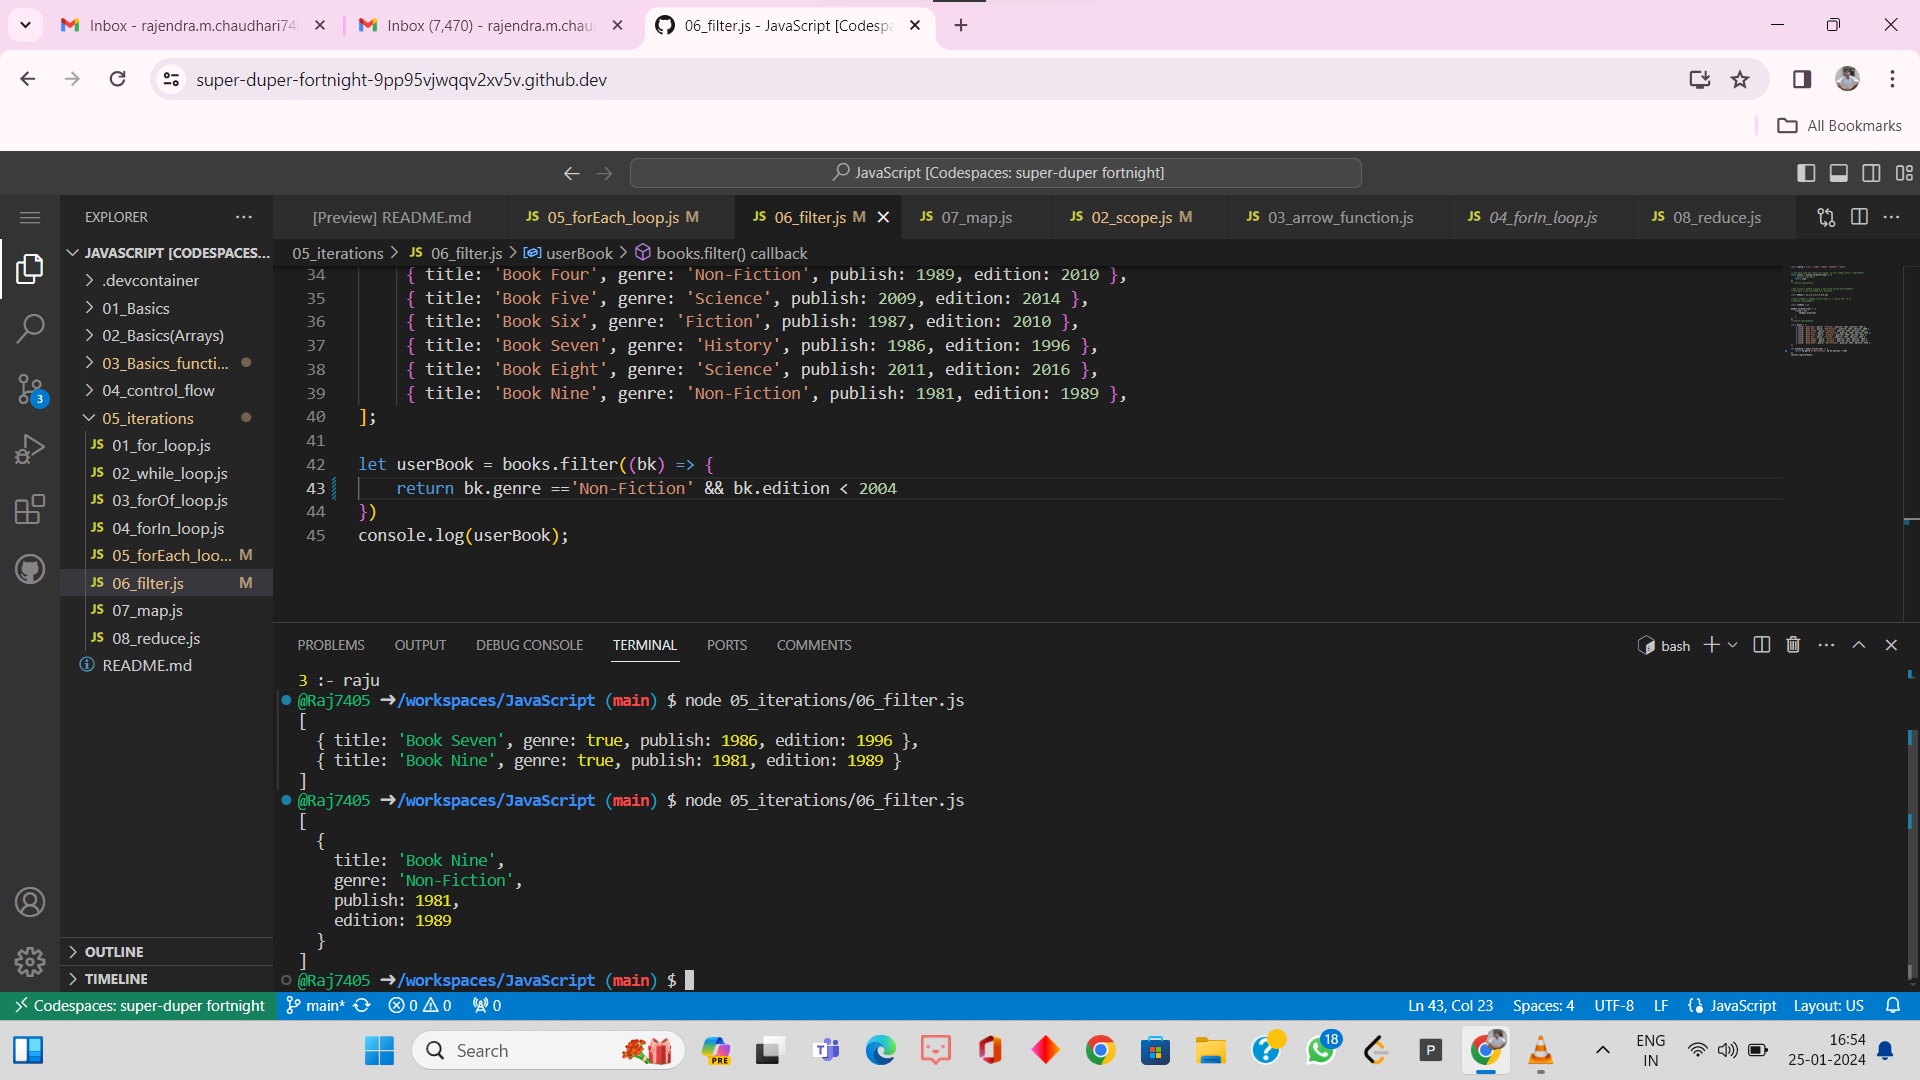 Inbox - rajendra.m.chaudhari74
Inbox (7,470) - rajendra.m.chau
06_filter.js - JavaScript [Codespa
super-duper-fortnight-9pp95vjwqqv2xv5v.github.dev
All Bookmarks
JavaScript [Codespaces: super-duper fortnight]
EXPLORER
[Preview] README.md
JS 05_forEach_loop.js M
JS 06_filter.js M
JS 07_map.js
JS 02_scope.js M
JS 03_arrow_function.js
JS 04_forIn_loop.js
JS 08_reduce.js
JAVASCRIPT [CODESPACES...
.devcontainer
01_Basics
02_Basics(Arrays)
03_Basics_functi...
04_control_flow
05_iterations
JS 01_for_loop.js
JS 02_while_loop.js
JS 03_forOf_loop.js
JS 04_forIn_loop.js
JS 05_forEach_loo... M
JS 06_filter.js M
JS 07_map.js
JS 08_reduce.js
README.md
OUTLINE
TIMELINE
3
05_iterations > JS 06_filter.js > userBook > books.filter() callback
34 { title: 'Book Four', genre: 'Non-Fiction', publish: 1989, edition: 2010 },
35 { title: 'Book Five', genre: 'Science', publish: 2009, edition: 2014 },
36 { title: 'Book Six', genre: 'Fiction', publish: 1987, edition: 2010 },
37 { title: 'Book Seven', genre: 'History', publish: 1986, edition: 1996 },
38 { title: 'Book Eight', genre: 'Science', publish: 2011, edition: 2016 },
39 { title: 'Book Nine', genre: 'Non-Fiction', publish: 1981, edition: 1989 },
40 ];
41
42 let userBook = books.filter((bk) => {
43 return bk.genre =='Non-Fiction' && bk.edition < 2004
44 })
45 console.log(userBook);
PROBLEMS OUTPUT DEBUG CONSOLE TERMINAL PORTS COMMENTS
bash
3 :- raju
@Raj7405 ➜/workspaces/JavaScript (main) $ node 05_iterations/06_filter.js
[
{ title: 'Book Seven', genre: true, publish: 1986, edition: 1996 },
{ title: 'Book Nine', genre: true, publish: 1981, edition: 1989 }
]
@Raj7405 ➜/workspaces/JavaScript (main) $ node 05_iterations/06_filter.js
[
{
title: 'Book Nine',
genre: 'Non-Fiction',
publish: 1981,
edition: 1989
}
]
@Raj7405 ➜/workspaces/JavaScript (main) $
Codespaces: super-duper fortnight main* 0 0 0
Ln 43, Col 23 Spaces: 4 UTF-8 LF JavaScript Layout: US
Search
PRE
18
P
ENG
IN
16:54
25-01-2024